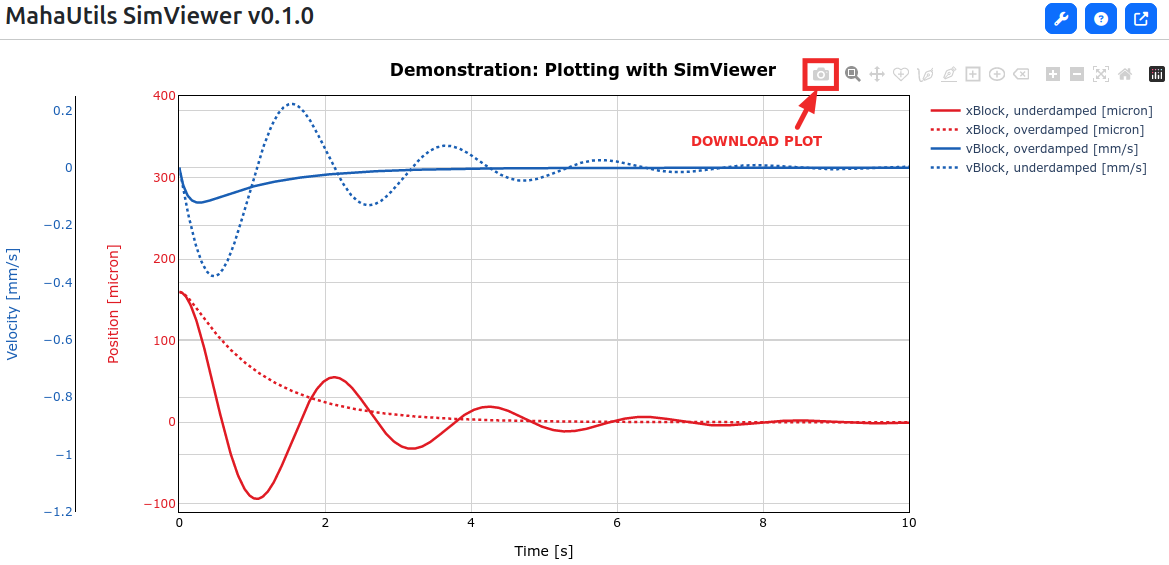 MahaUtils SimViewer v0.1.0
Demonstration: Plotting with SimViewer
DOWNLOAD PLOT
Velocity [mm/s]
0.2
0
−0.2
−0.4
−0.6
−0.8
−1
−1.2
Position [micron]
400
300
200
100
0
−100
0
2
4
6
8
10
Time [s]
xBlock, underdamped [micron]
xBlock, overdamped [micron]
vBlock, overdamped [mm/s]
vBlock, underdamped [mm/s]